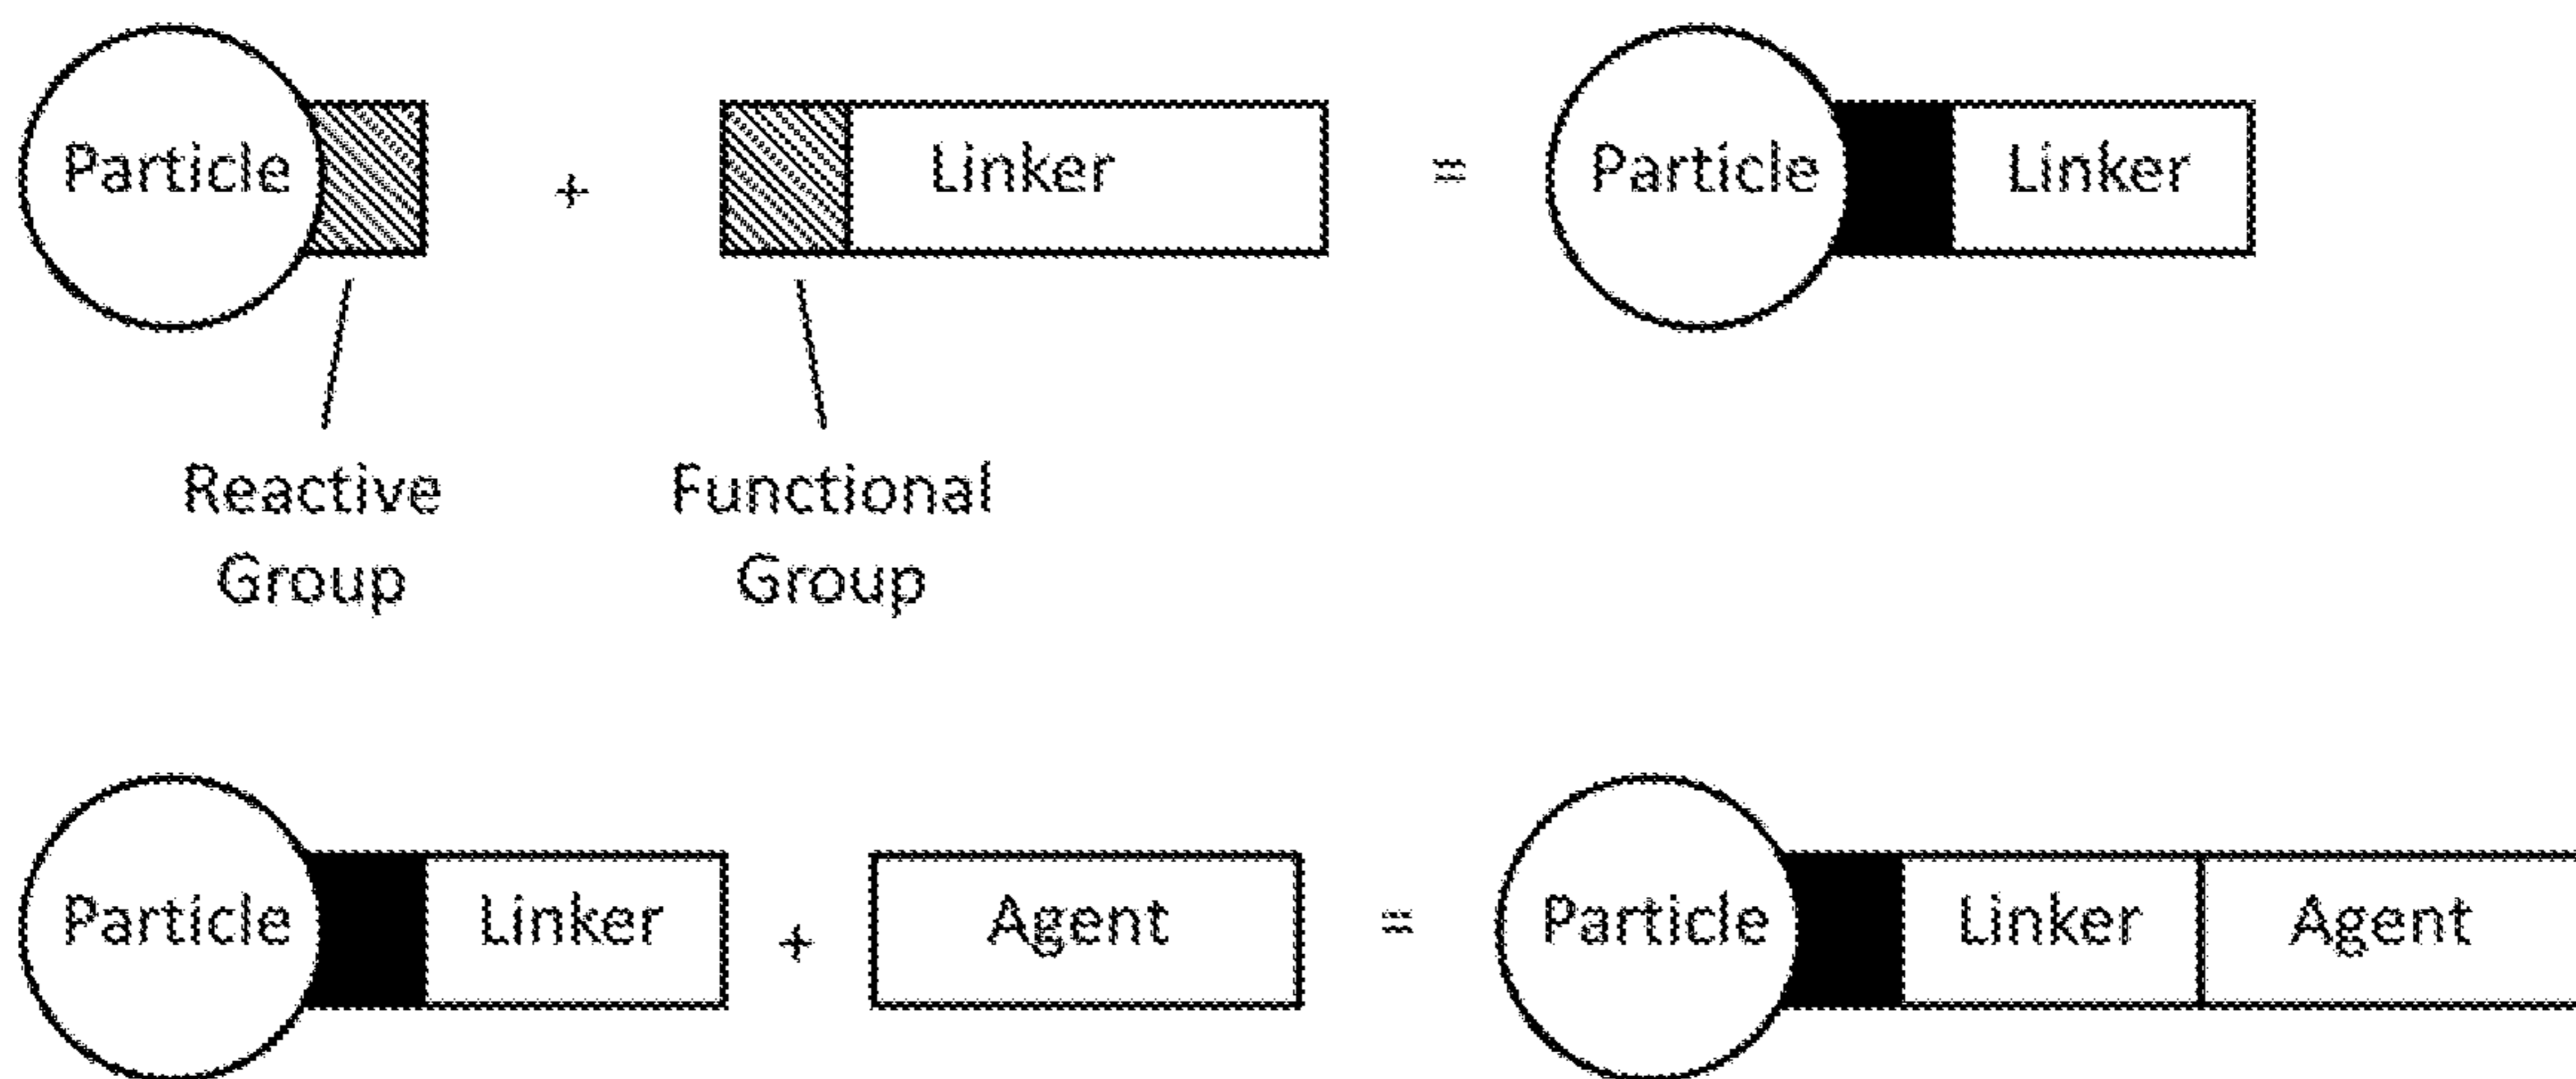 Particle + Linker = Particle Linker
Reactive Functional
Group Group
Particle Linker + Agent = Particle Linker Agent